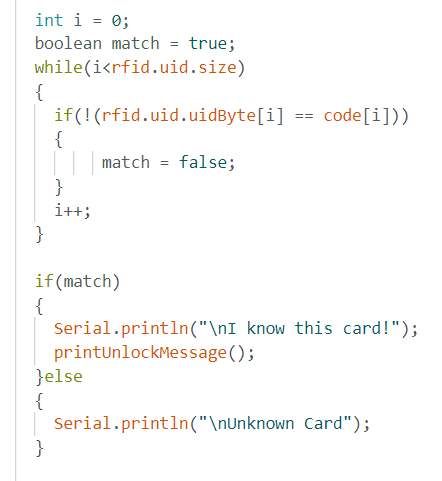 int i = 0;
boolean match = true;
while(i<rfid.uid.size)
{
if(!(rfid.uid.uidByte[i] == code[i]))
{
match = false;
}
i++;
}
if(match)
{
Serial.println("\nI know this card!");
printUnlockMessage();
}else
{
Serial.println("\nUnknown Card");
}